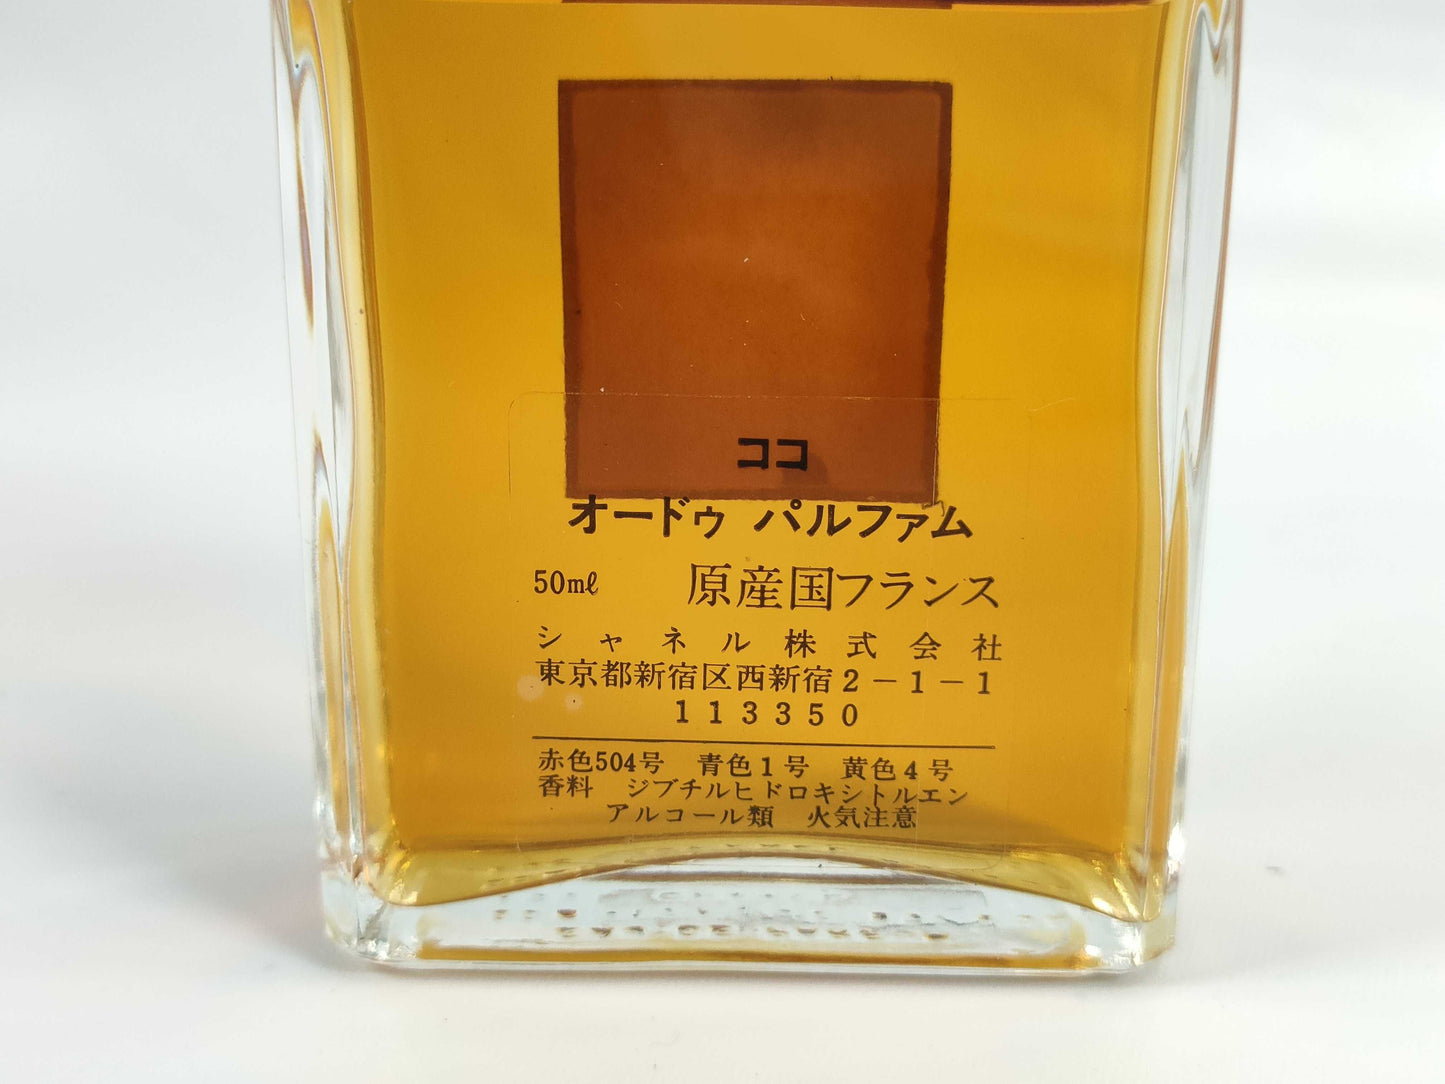 ココ
オードゥ パルファム
50mℓ 原産国フランス
シャネル株式会社
東京都新宿区西新宿2-1-1
113350
赤色504号 青色1号 黄色4号
香料 ジブチルヒドロキシトルエン
アルコール類 火気注意